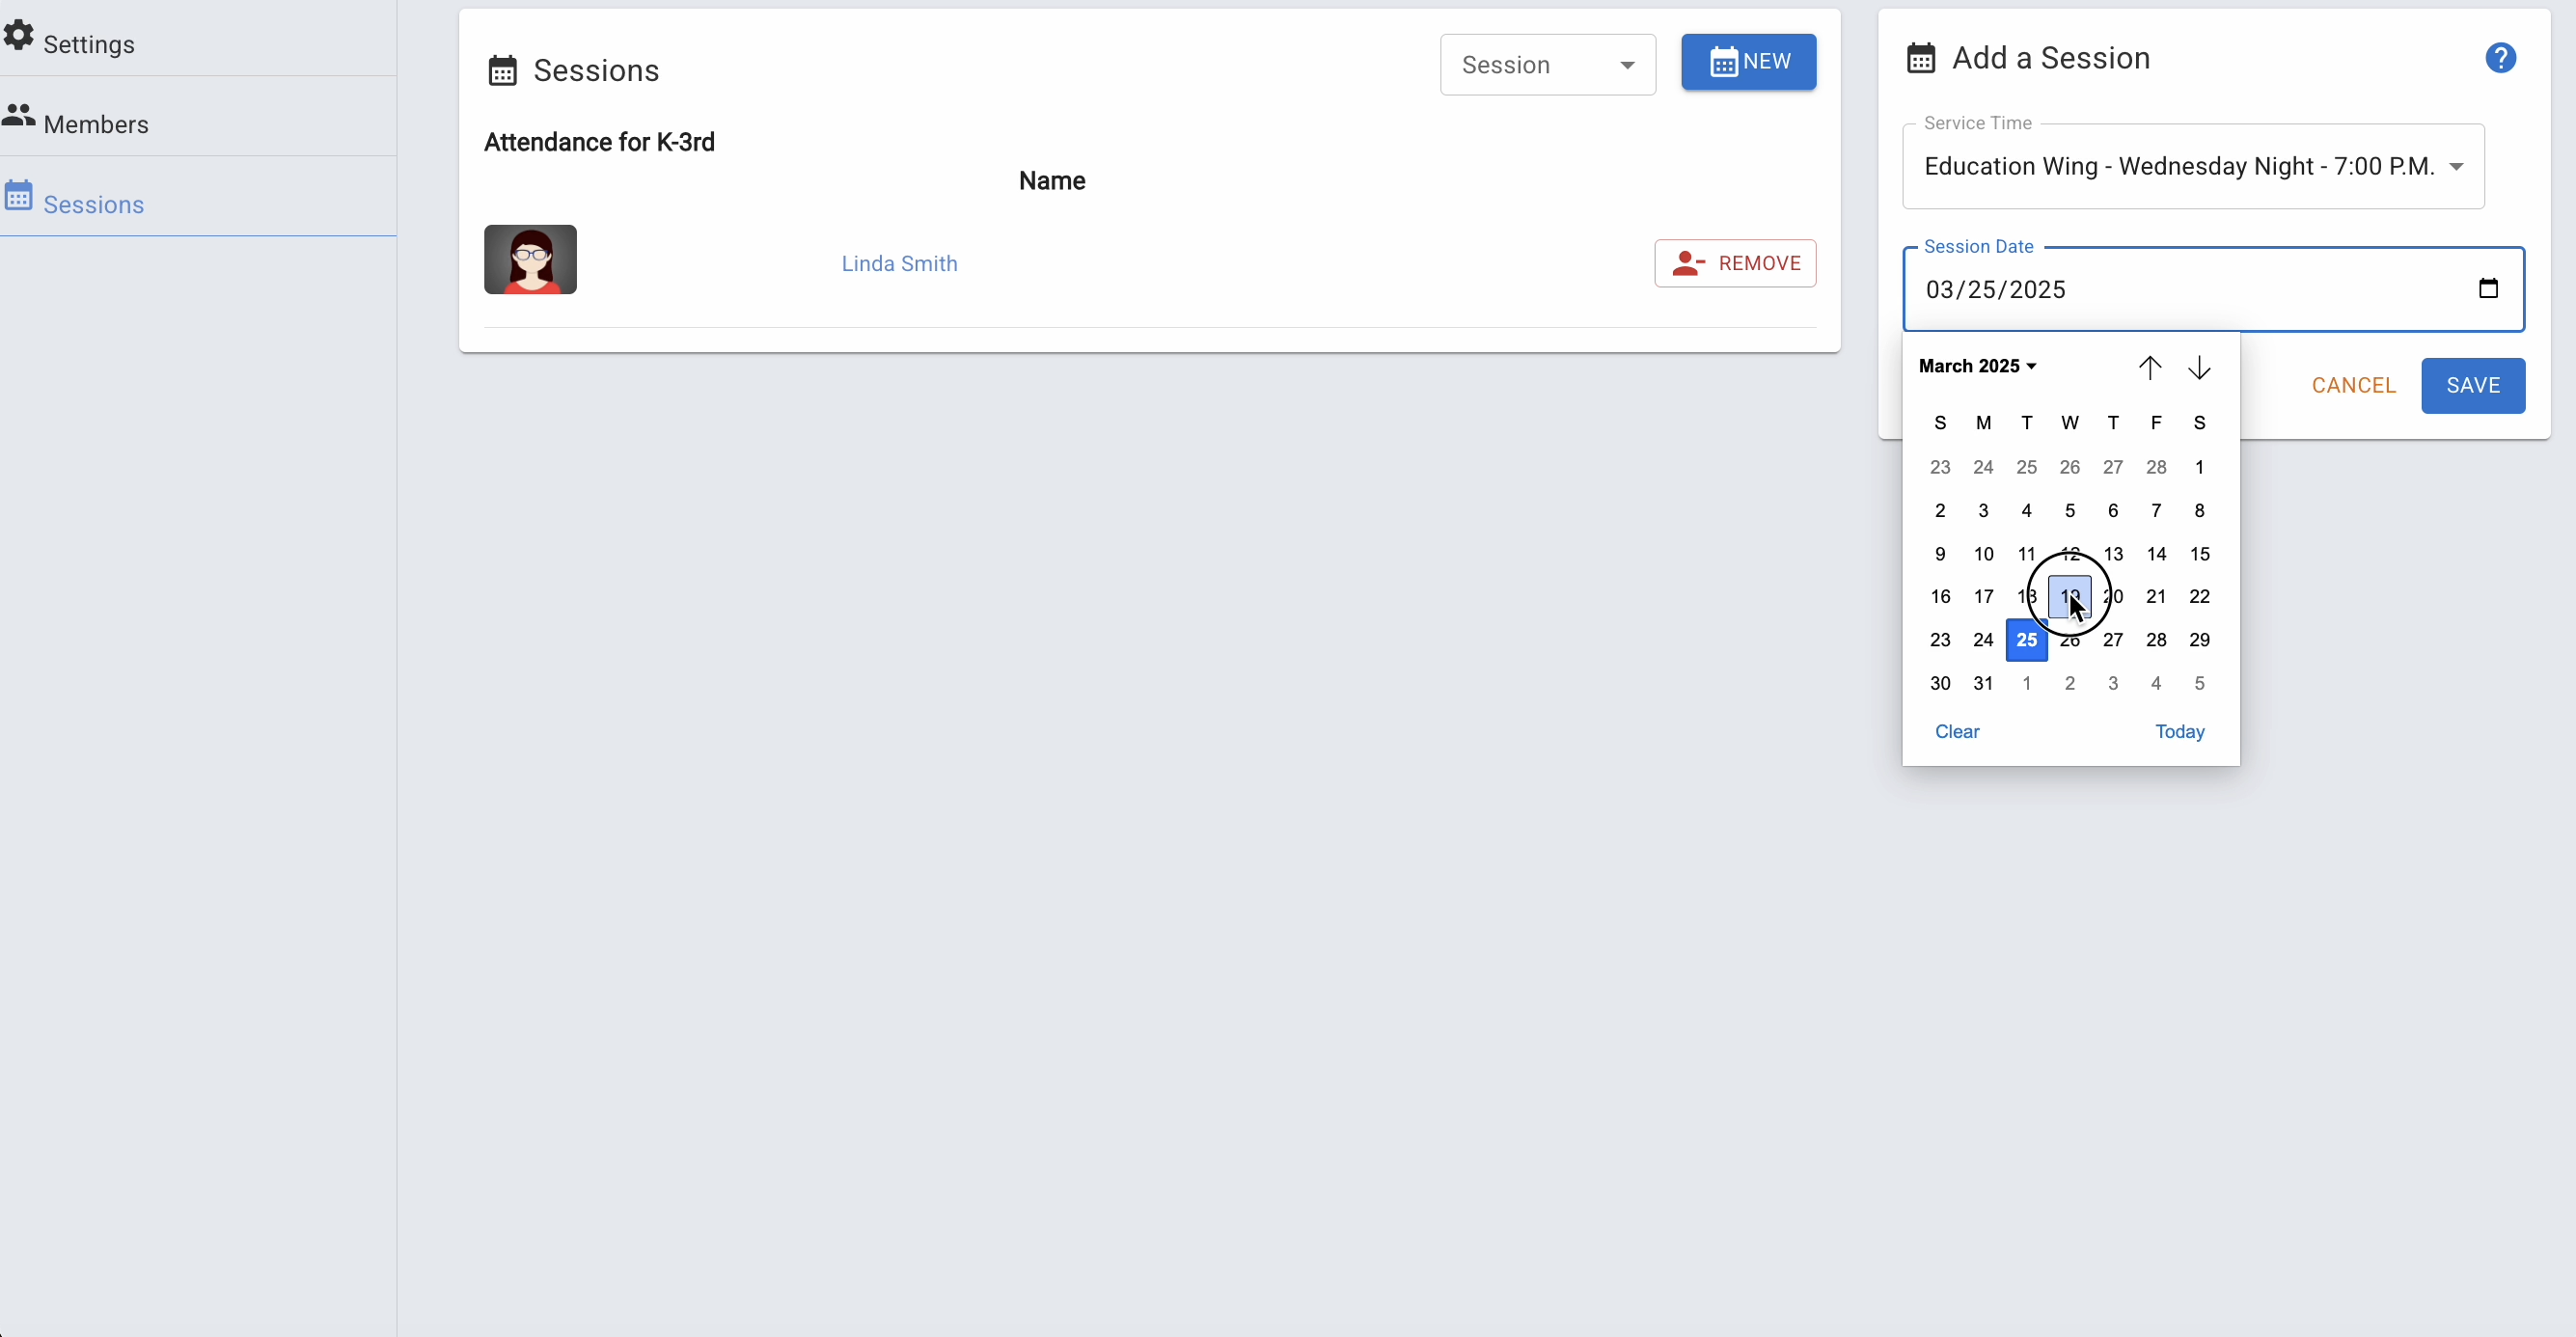 Settings
Members
Sessions
Sessions
Session
NEW
Attendance for K-3rd
Name
Linda Smith
REMOVE
Add a Session
?
Service Time
Education Wing - Wednesday Night - 7:00 P.M.
Session Date
03/25/2025
March 2025
S M T W T F S
23 24 25 26 27 28 1
2 3 4 5 6 7 8
9 10 11 12 13 14 15
16 17 18 19 20 21 22
23 24 25 26 27 28 29
30 31 1 2 3 4 5
Clear Today
CANCEL SAVE